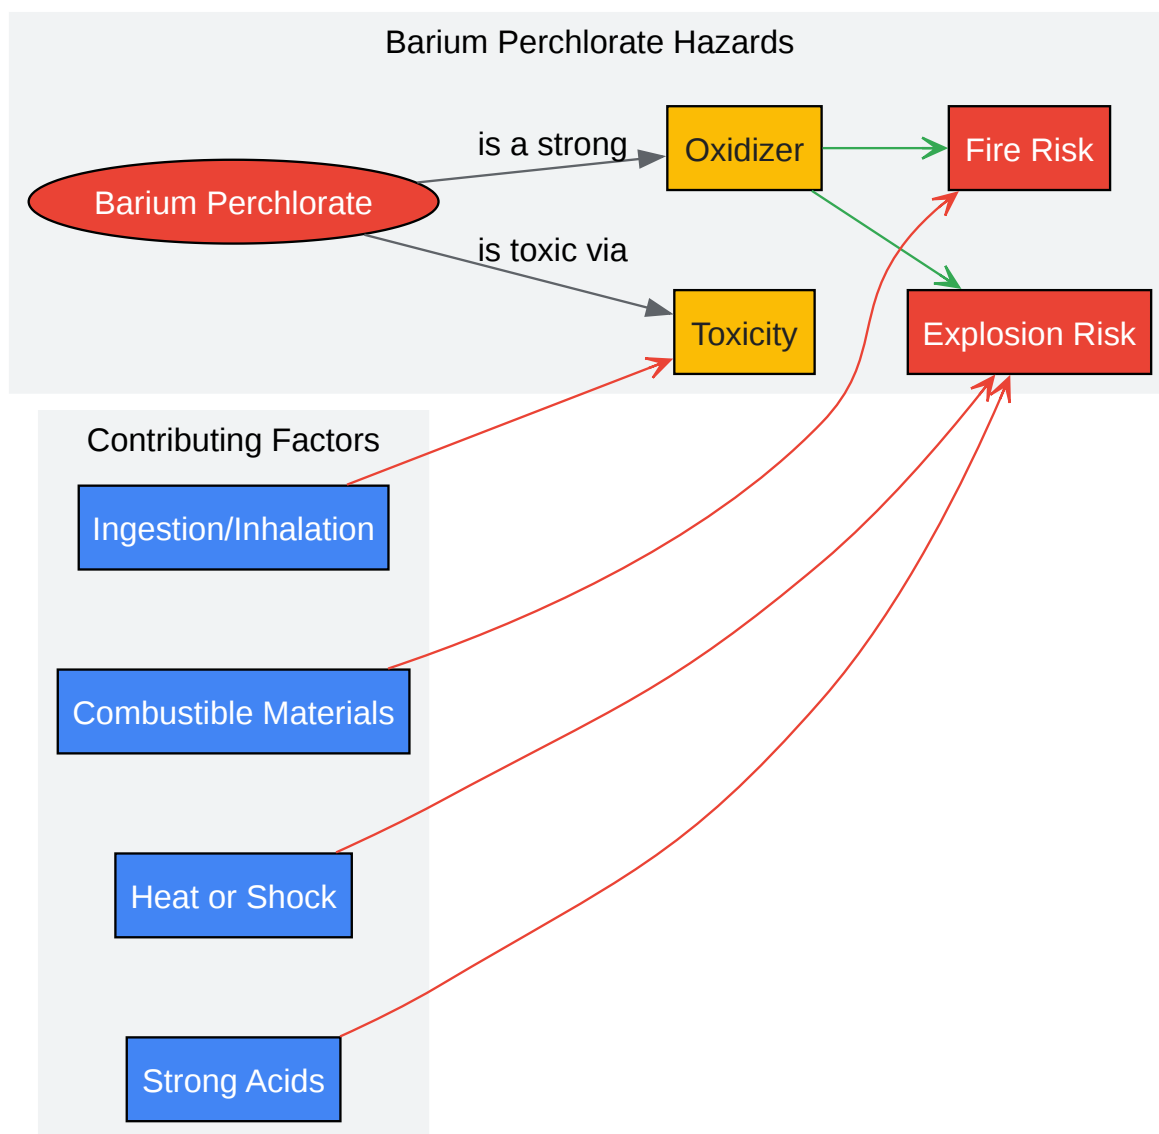 Barium Perchlorate Hazards
is a strong
Oxidizer
Fire Risk
Barium Perchlorate
is toxic via
Toxicity
Explosion Risk
Contributing Factors
Ingestion/Inhalation
Combustible Materials
Heat or Shock
Strong Acids